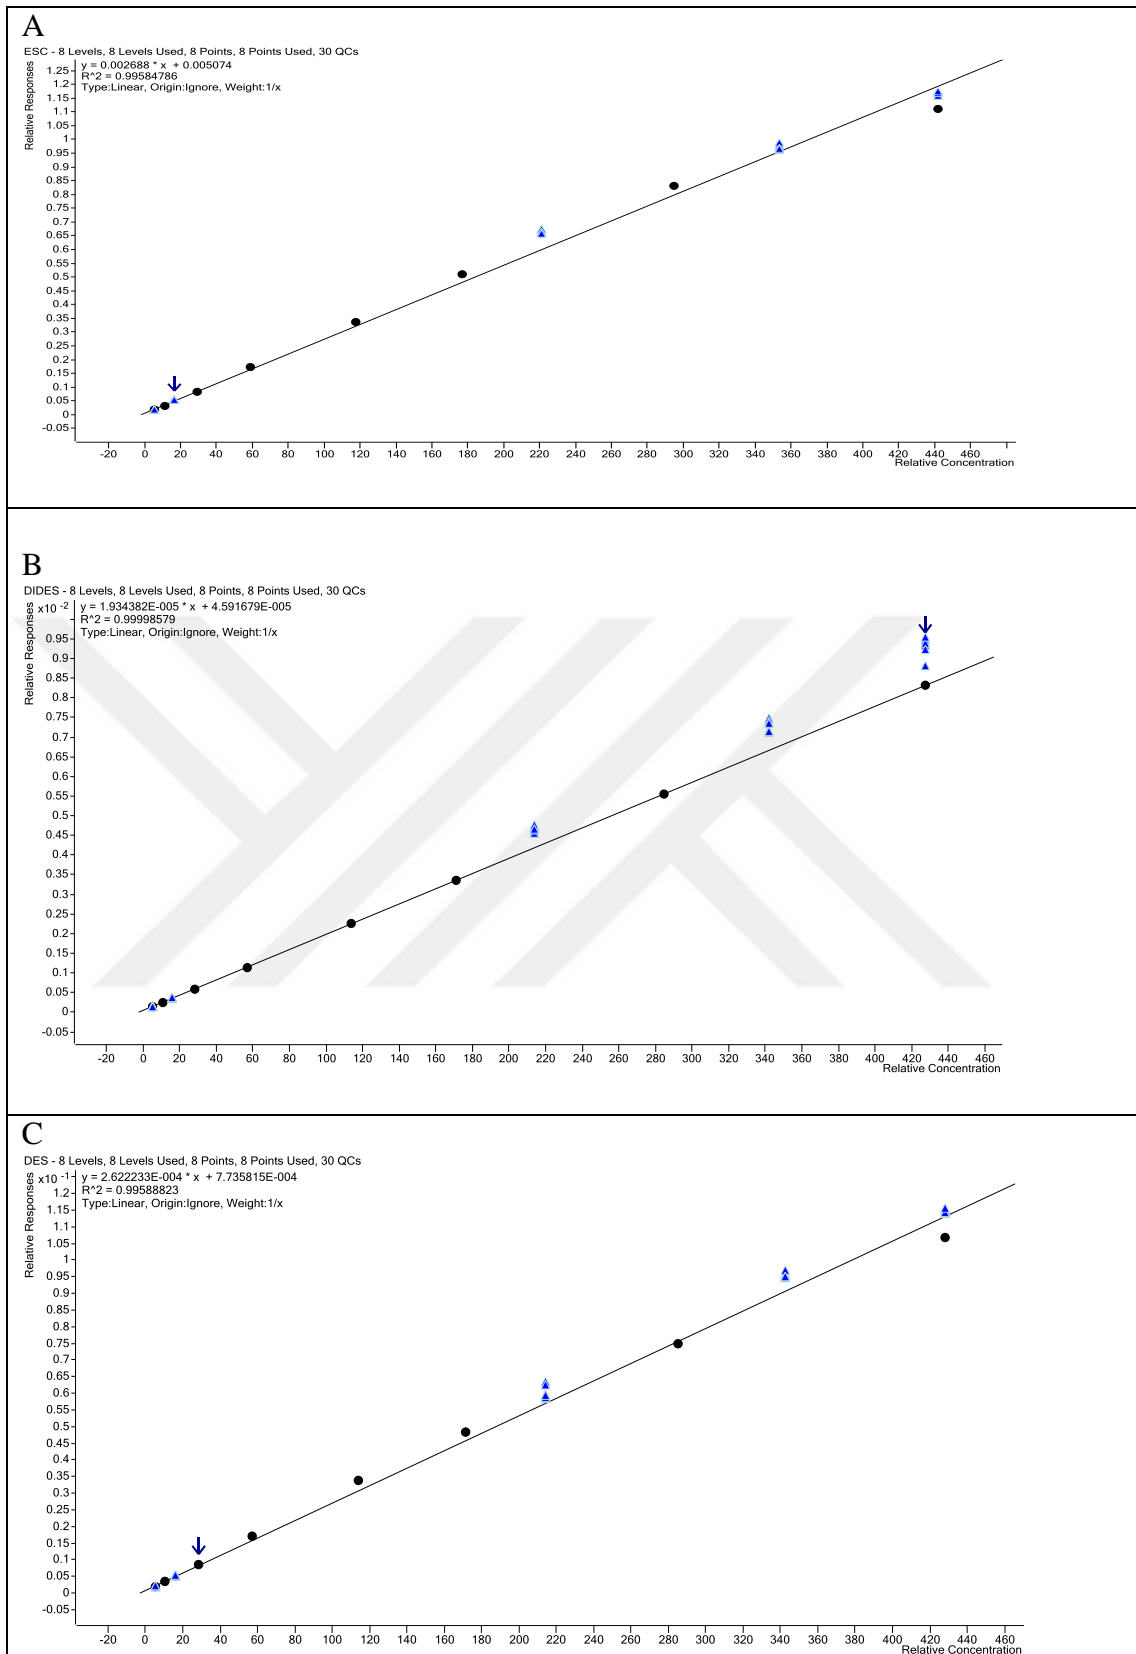 A
ESC - 8 Levels, 8 Levels Used, 8 Points, 8 Points Used, 30 QCs
y = 0.002688 * x + 0.005074
R^2 = 0.99584786
Type:Linear, Origin:Ignore, Weight:1/x
Relative Responses
1.25
1.2
1.15
1.1
1.05
1
0.95
0.9
0.85
0.8
0.75
0.7
0.65
0.6
0.55
0.5
0.45
0.4
0.35
0.3
0.25
0.2
0.15
0.1
0.05
0
-0.05
-20 0 20 40 60 80 100 120 140 160 180 200 220 240 260 280 300 320 340 360 380 400 420 440 460
Relative Concentration
B
DIDES - 8 Levels, 8 Levels Used, 8 Points, 8 Points Used, 30 QCs
x10 -2
y = 1.934382E-005 * x + 4.591679E-005
R^2 = 0.99998579
Type:Linear, Origin:Ignore, Weight:1/x
Relative Responses
0.95
0.9
0.85
0.8
0.75
0.7
0.65
0.6
0.55
0.5
0.45
0.4
0.35
0.3
0.25
0.2
0.15
0.1
0.05
0
-0.05
-20 0 20 40 60 80 100 120 140 160 180 200 220 240 260 280 300 320 340 360 380 400 420 440 460
Relative Concentration
C
DES - 8 Levels, 8 Levels Used, 8 Points, 8 Points Used, 30 QCs
x10 -1
y = 2.622233E-004 * x + 7.735815E-004
R^2 = 0.99588823
Type:Linear, Origin:Ignore, Weight:1/x
Relative Responses
1.2
1.15
1.1
1.05
1
0.95
0.9
0.85
0.8
0.75
0.7
0.65
0.6
0.55
0.5
0.45
0.4
0.35
0.3
0.25
0.2
0.15
0.1
0.05
0
-0.05
-20 0 20 40 60 80 100 120 140 160 180 200 220 240 260 280 300 320 340 360 380 400 420 440 460
Relative Concentration